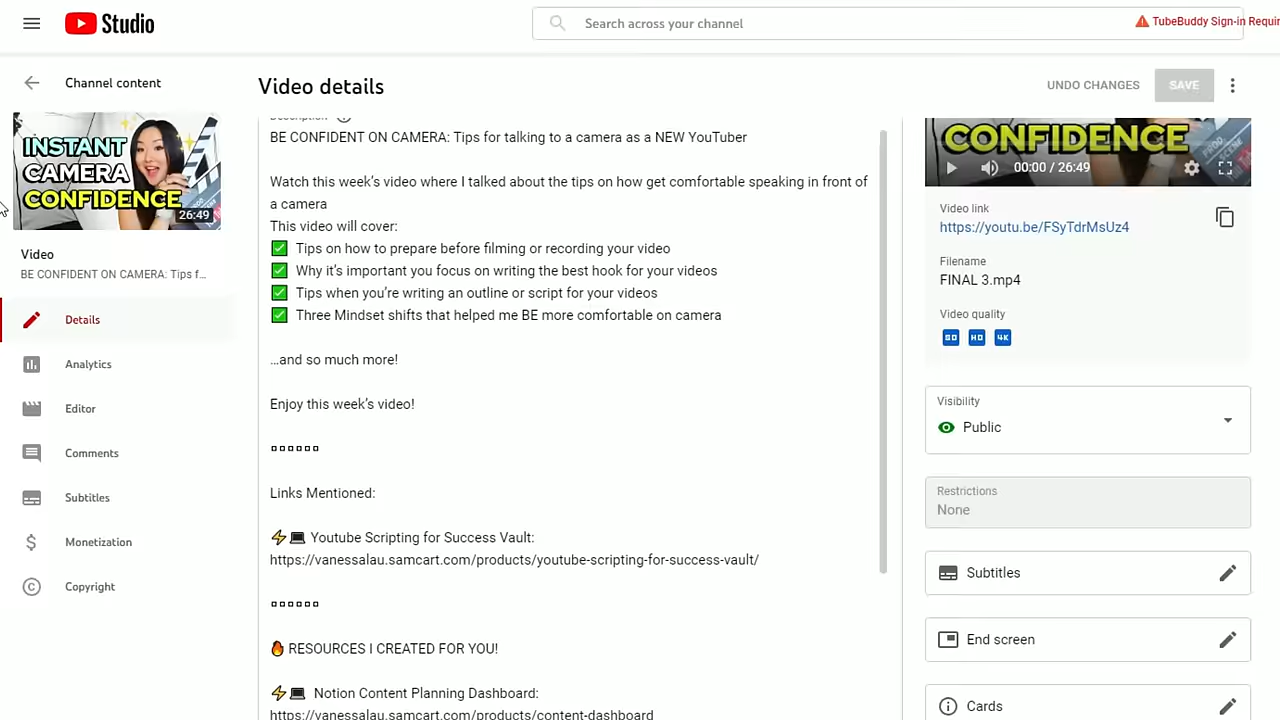 Studio
Search across your channel
TubeBuddy Sign-in Requir
Channel content
Video details
UNDO CHANGES
SAVE
INSTANT
CAMERA
CONFIDENCE
26:49
Video
BE CONFIDENT ON CAMERA: Tips f...
Details
Analytics
Editor
Comments
Subtitles
Monetization
Copyright
Description
BE CONFIDENT ON CAMERA: Tips for talking to a camera as a NEW YouTuber
Watch this week's video where I talked about the tips on how get comfortable speaking in front of
a camera
This video will cover:
✅ Tips on how to prepare before filming or recording your video
✅ Why it's important you focus on writing the best hook for your videos
✅ Tips when you're writing an outline or script for your videos
✅ Three Mindset shifts that helped me BE more comfortable on camera
…and so much more!
Enjoy this week's video!
▫▫▫▫▫▫
Links Mentioned:
⚡💻 Youtube Scripting for Success Vault:
https://vanessalau.samcart.com/products/youtube-scripting-for-success-vault/
▫▫▫▫▫▫
🔥 RESOURCES I CREATED FOR YOU!
⚡💻 Notion Content Planning Dashboard:
https://vanessalau.samcart.com/products/content-dashboard
CONFIDENCE
00:00 / 26:49
Video link
https://youtu.be/FSyTdrMsUz4
Filename
FINAL 3.mp4
Video quality
SD HD 4K
Visibility
Public
Restrictions
None
Subtitles
End screen
Cards